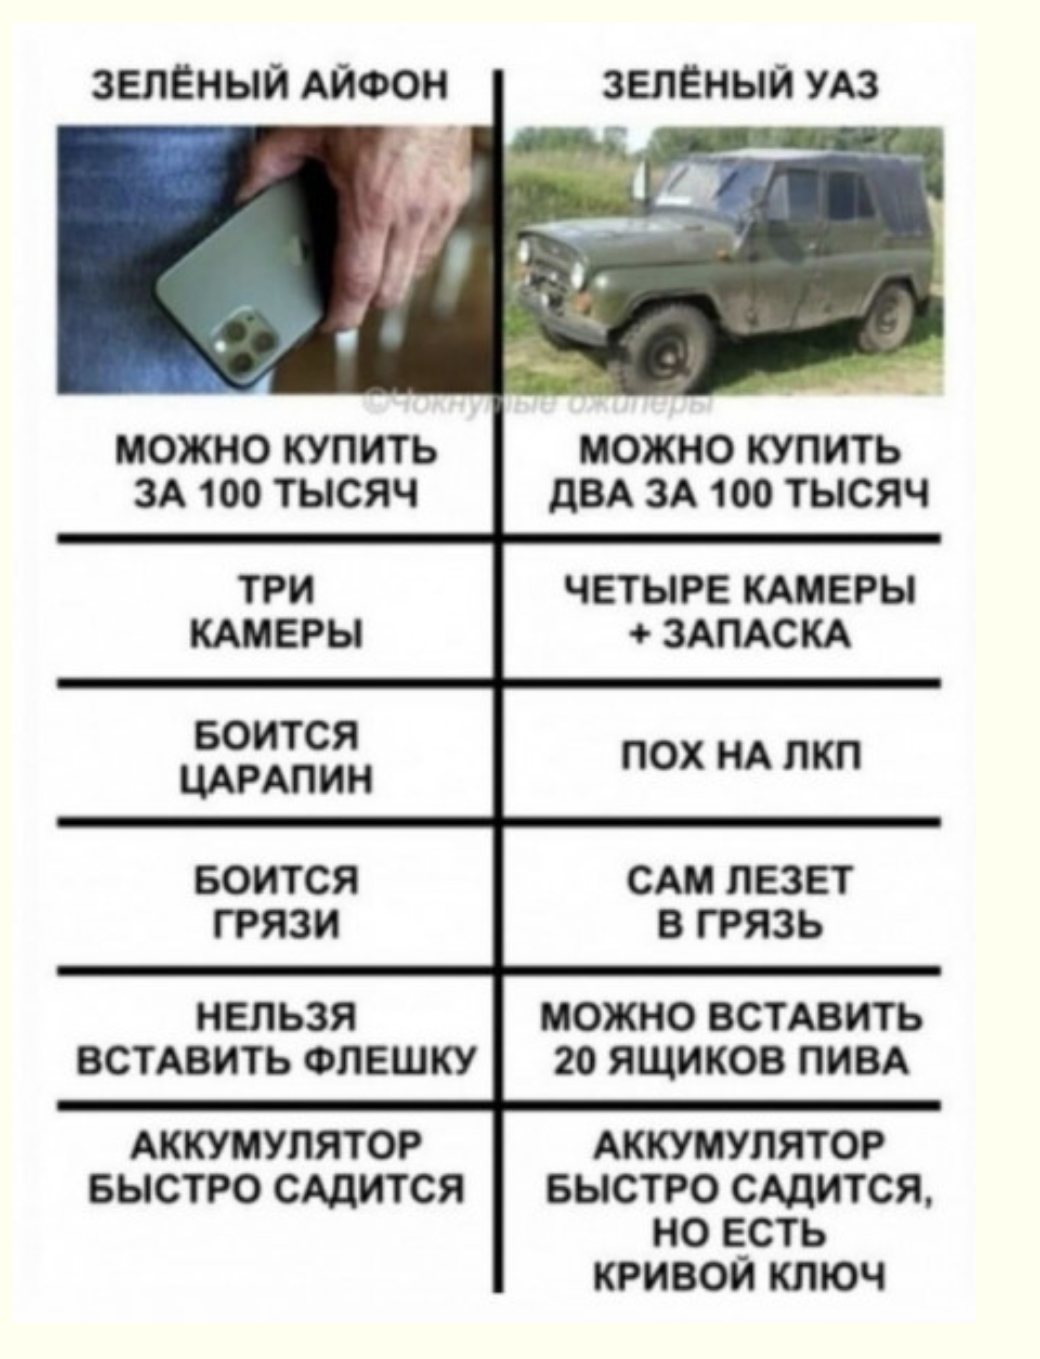 ЗЕЛЁНЫЙ АЙФОН
ЗЕЛЁНЫЙ УАЗ
©Чокнутые джиперы
МОЖНО КУПИТЬ
ЗА 100 ТЫСЯЧ
МОЖНО КУПИТЬ
ДВА ЗА 100 ТЫСЯЧ
ТРИ
КАМЕРЫ
ЧЕТЫРЕ КАМЕРЫ
+ ЗАПАСКА
БОИТСЯ
ЦАРАПИН
ПОХ НА ЛКП
БОИТСЯ
ГРЯЗИ
САМ ЛЕЗЕТ
В ГРЯЗЬ
НЕЛЬЗЯ
ВСТАВИТЬ ФЛЕШКУ
МОЖНО ВСТАВИТЬ
20 ЯЩИКОВ ПИВА
АККУМУЛЯТОР
БЫСТРО САДИТСЯ
АККУМУЛЯТОР
БЫСТРО САДИТСЯ,
НО ЕСТЬ
КРИВОЙ КЛЮЧ